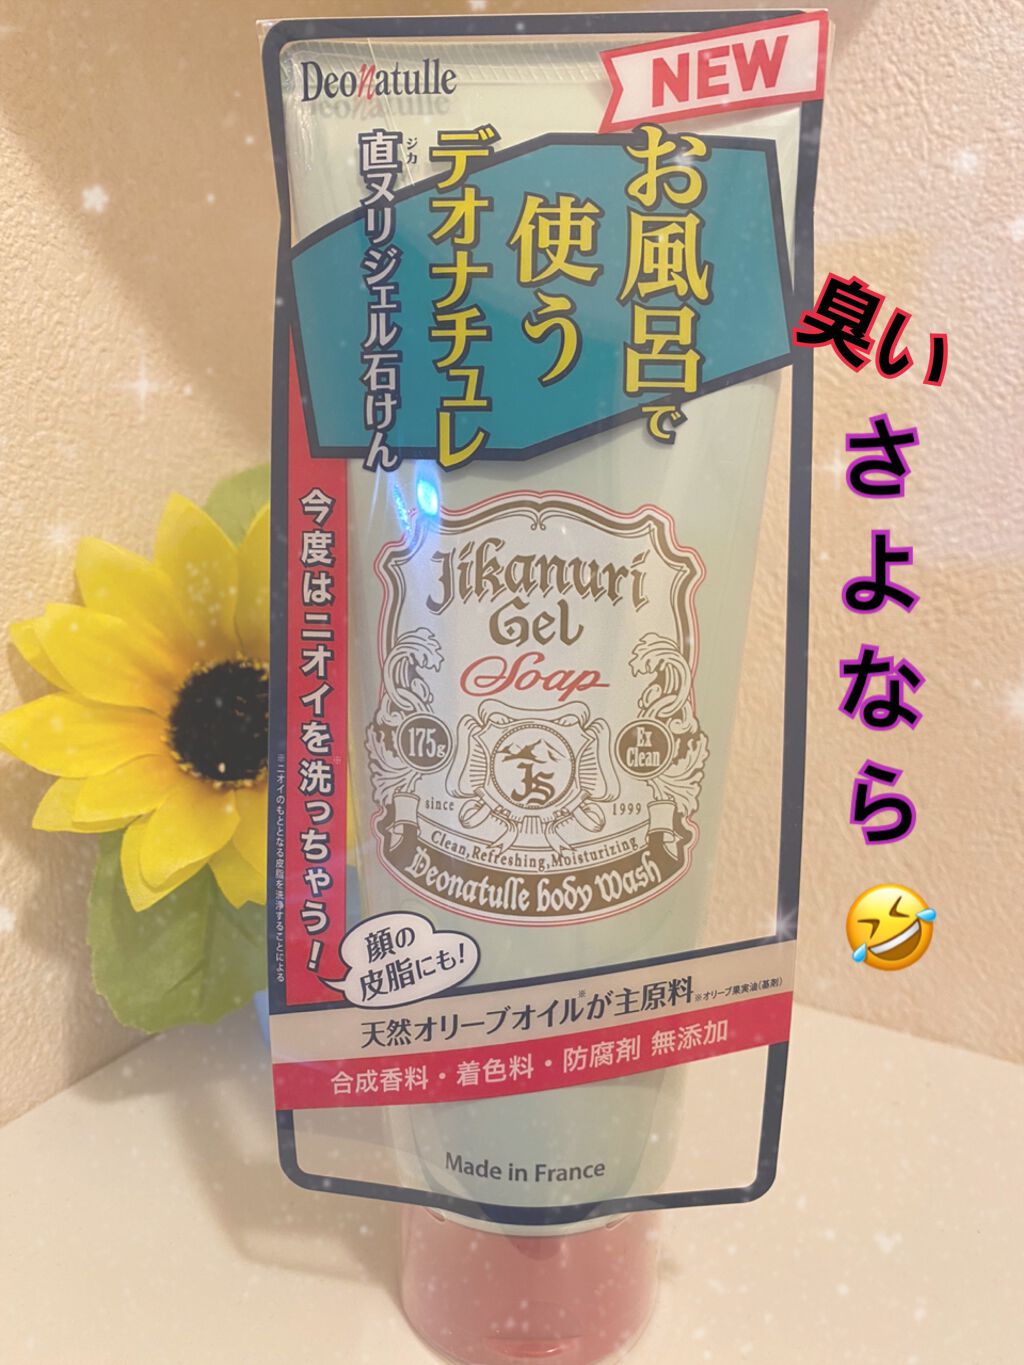 Deonatulle
NEW
お風呂で
使う
デオナチュレ
直ヌリジェル石けん
ジカ
今度はニオイを※洗っちゃう!
※ニオイのもととなる皮脂を洗浄することによる
Jikanuri
Gel
Soap
175g
Ex
Clean
JS
since
1999
Clean,Refreshing,Moisturizing
Deonatulle body Wash
顔の
皮脂にも!
天然オリーブオイル※が主原料※オリーブ果実油(基剤)
合成香料・着色料・防腐剤 無添加
Made in France
臭い
さよなら
🤣